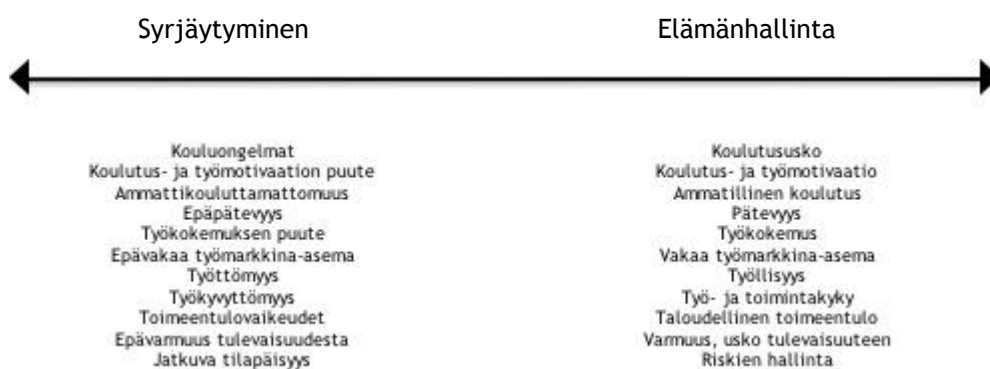 Syrjäytyminen
Elämänhallinta
Kouluongelmat
Koulutus- ja työmotivaation puute
Ammattikouluttamattomuus
Epäpätevyys
Työkokemuksen puute
Epävakaa työmarkkina-asema
Työttömyys
Työkyvyttömyys
Toimeentulovaikeudet
Epävarmuus tulevaisuudesta
Jatkuva tilapäisyys
Koulutususko
Koulutus- ja työmotivaatio
Ammatillinen koulutus
Pätevyys
Työkokemus
Vakaa työmarkkina-asema
Työllisyys
Työ- ja toimintakyky
Taloudellinen toimeentulo
Varmuus, usko tulevaisuuteen
Riskien hallinta